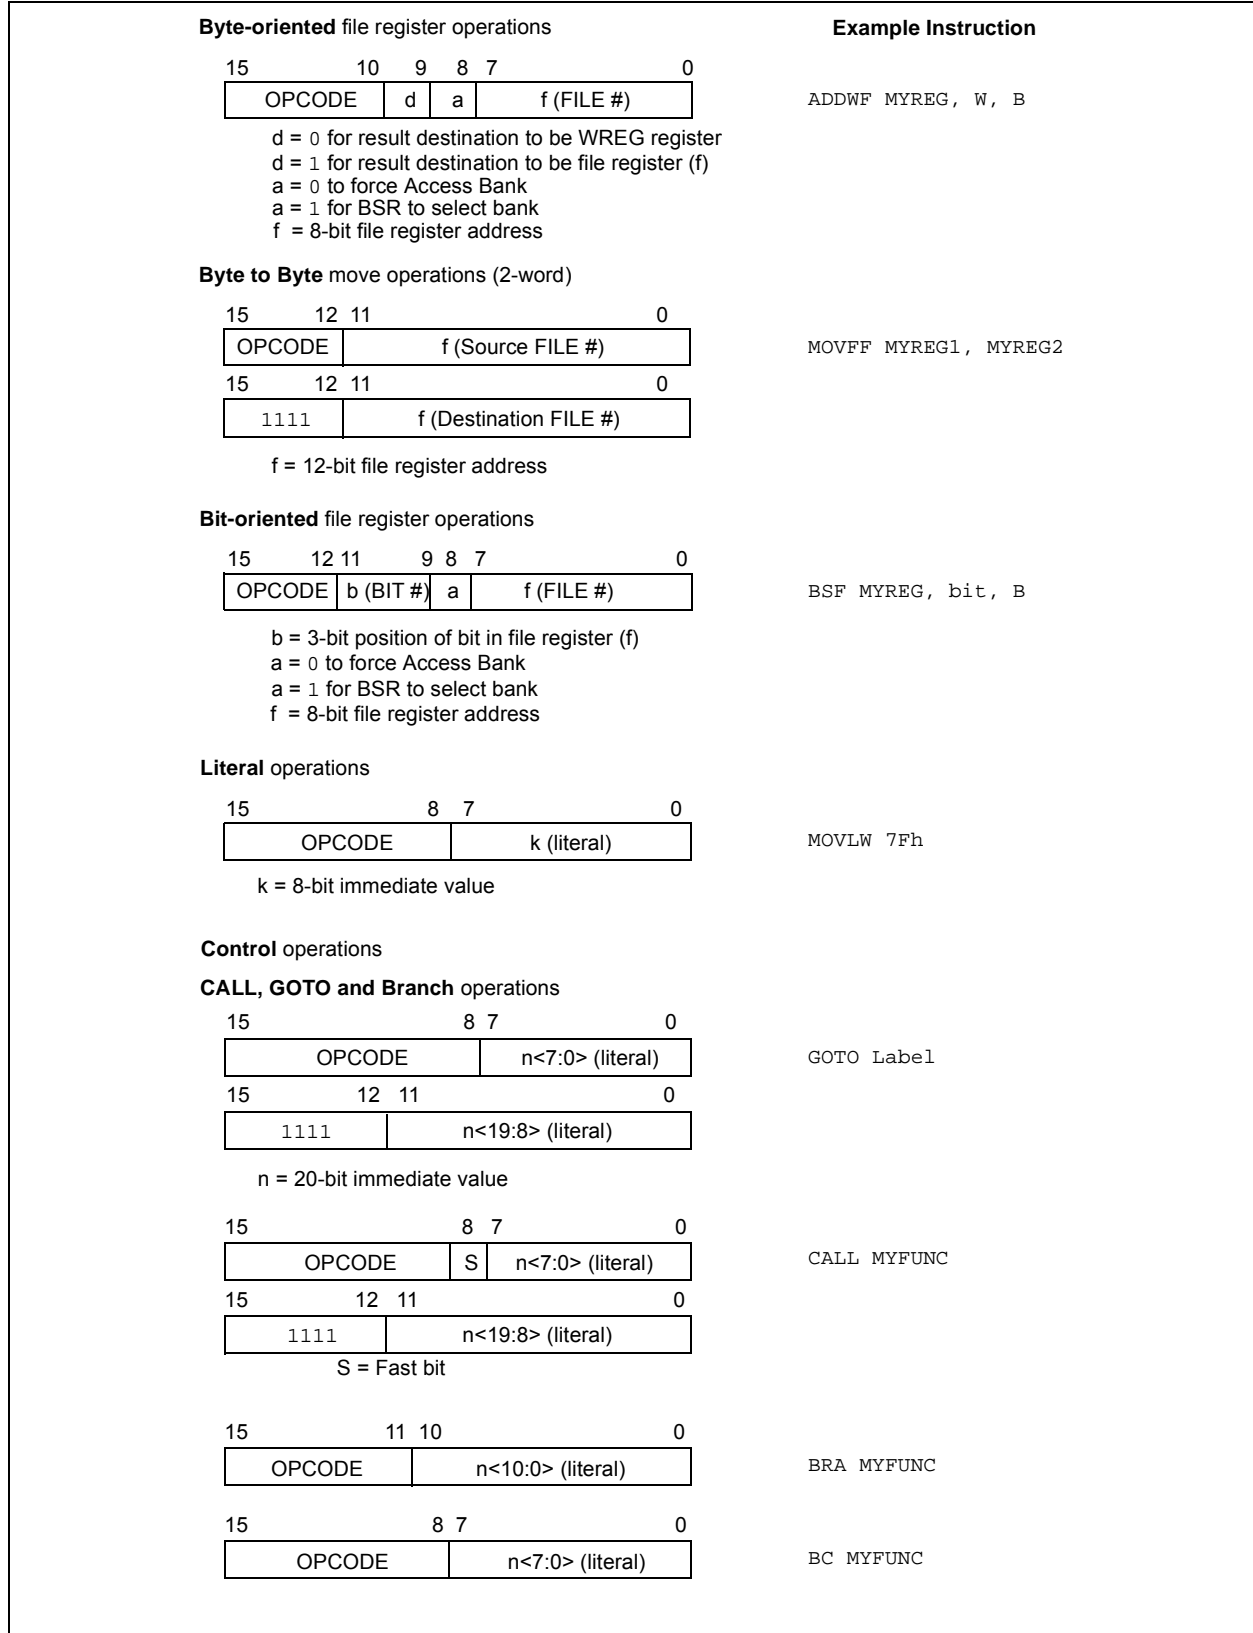 Byte-oriented file register operations Example Instruction
15 10 9 8 7 0
OPCODE d a f (FILE #) ADDWF MYREG, W, B
d = 0 for result destination to be WREG register
d = 1 for result destination to be file register (f)
a = 0 to force Access Bank
a = 1 for BSR to select bank
f = 8-bit file register address
Byte to Byte move operations (2-word)
15 12 11 0
OPCODE f (Source FILE #) MOVFF MYREG1, MYREG2
15 12 11 0
1111 f (Destination FILE #)
f = 12-bit file register address
Bit-oriented file register operations
15 12 11 9 8 7 0
OPCODE b (BIT #) a f (FILE #) BSF MYREG, bit, B
b = 3-bit position of bit in file register (f)
a = 0 to force Access Bank
a = 1 for BSR to select bank
f = 8-bit file register address
Literal operations
15 8 7 0
OPCODE k (literal) MOVLW 7Fh
k = 8-bit immediate value
Control operations
CALL, GOTO and Branch operations
15 8 7 0
OPCODE n<7:0> (literal) GOTO Label
15 12 11 0
1111 n<19:8> (literal)
n = 20-bit immediate value
15 8 7 0
OPCODE S n<7:0> (literal) CALL MYFUNC
15 12 11 0
1111 n<19:8> (literal)
S = Fast bit
15 11 10 0
OPCODE n<10:0> (literal) BRA MYFUNC
15 8 7 0
OPCODE n<7:0> (literal) BC MYFUNC